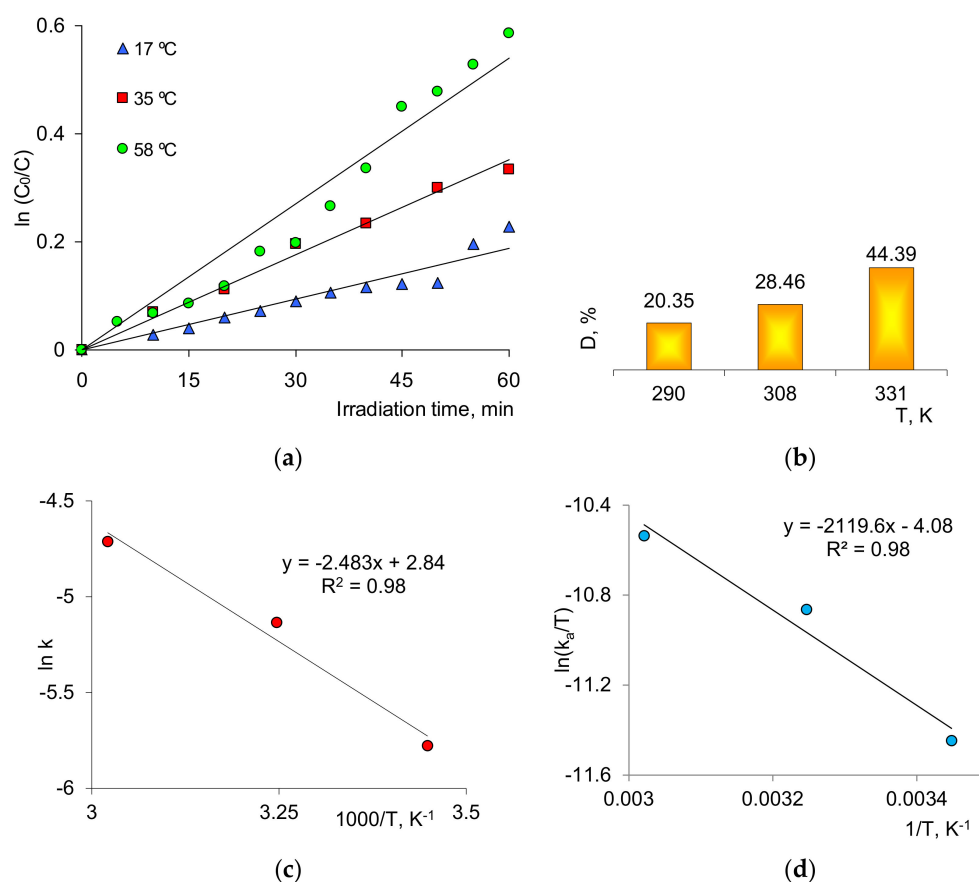 0.6
17 ºC
35 ºC
58 ºC
0.4
ln (C₀/C)
0.2
0
0 15 30 45 60
Irradiation time, min
(a)
44.39
28.46
20.35
D, %
290 308 331
T, K
(b)
-4.5
y = -2.483x + 2.84
R² = 0.98
-5
ln k
-5.5
-6
3 3.25 3.5
1000/T, K⁻¹
(c)
-10.4
y = -2119.6x - 4.08
R² = 0.98
-10.8
ln(kₐ/T)
-11.2
-11.6
0.003 0.0032 0.0034
1/T, K⁻¹
(d)